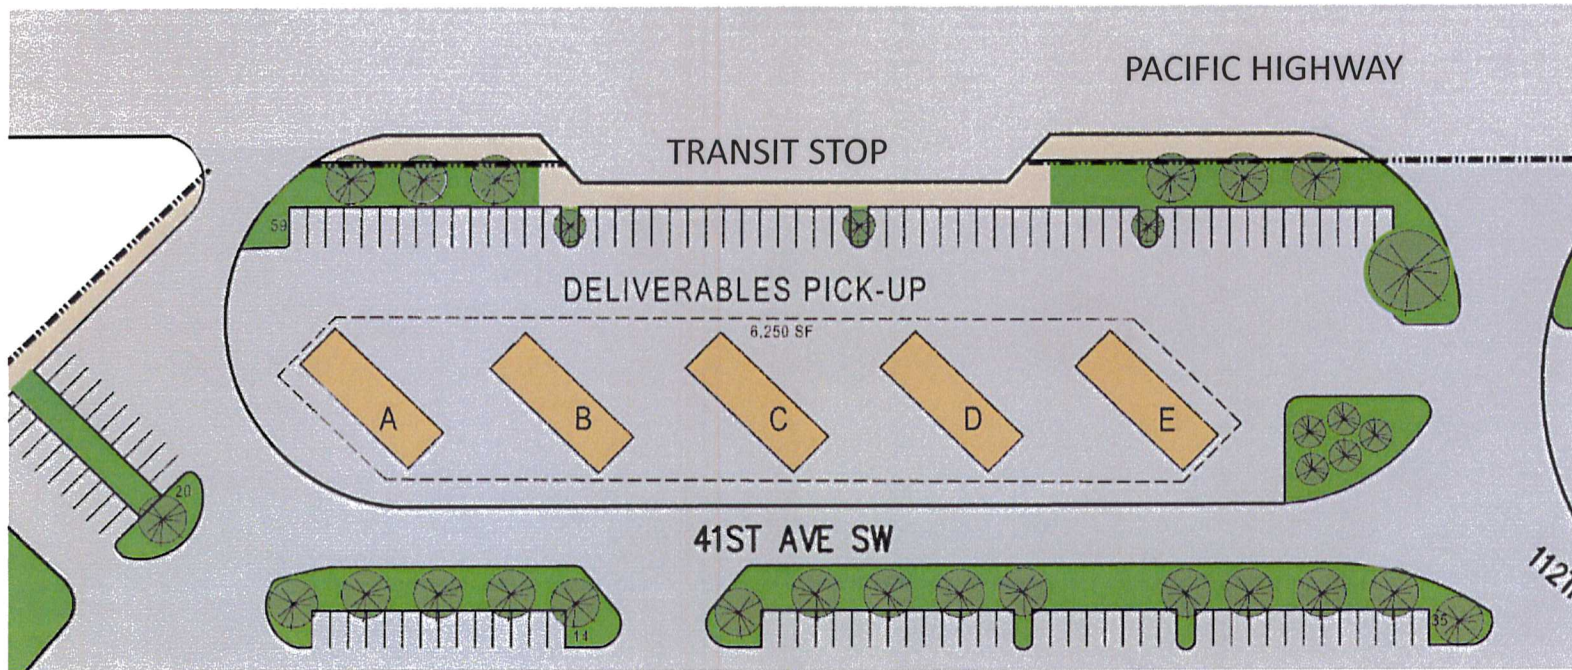 PACIFIC HIGHWAY
TRANSIT STOP
59
DELIVERABLES PICK-UP
6,250 SF
A
B
C
D
E
20
41ST AVE SW
14
35